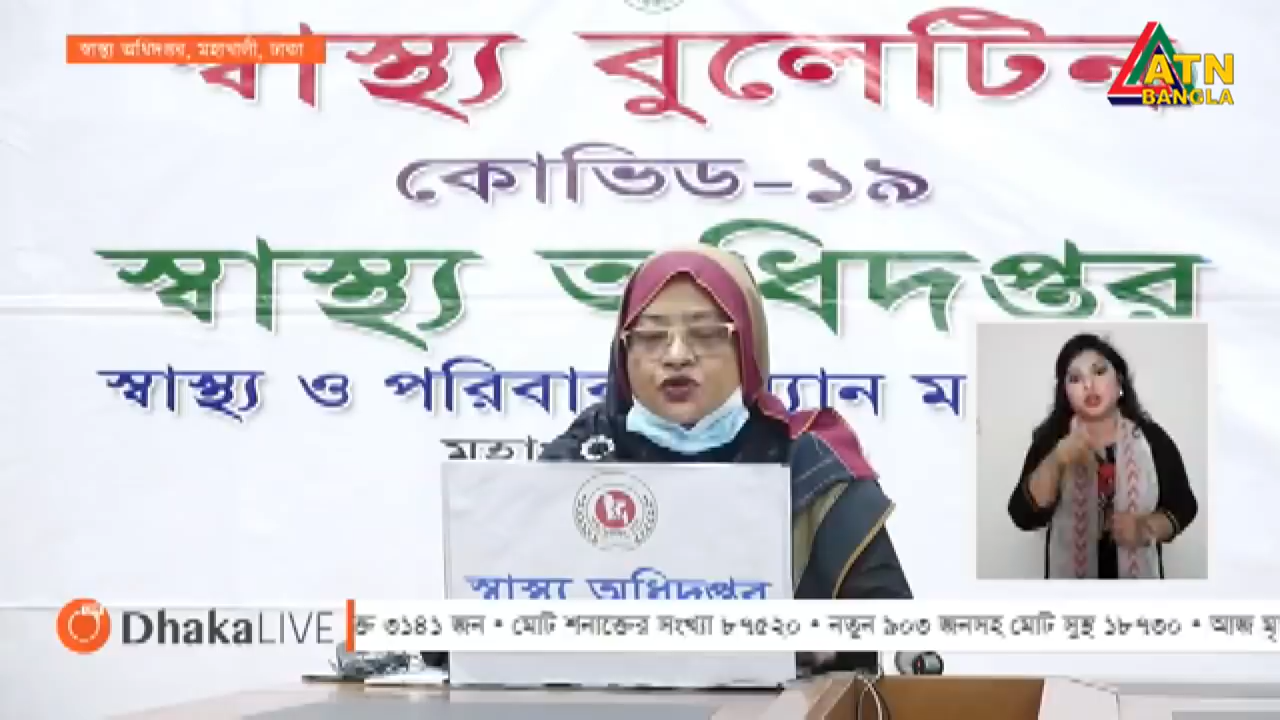 স্বাস্থ্য অধিদপ্তর, মহাখালী, ঢাকা
স্বাস্থ্য বুলেটিন
ATN
BANGLA
কোভিড-১৯
স্বাস্থ্য অধিদপ্তর
স্বাস্থ্য ও পরিবার
স্বাস্থ্য অধিদপ্তর
DhakaLIVE
৩১৪১ জন • মোট শনাক্তের সংখ্যা ৮৭৫২০ • নতুন ৯০৩ জনসহ মোট সুস্থ ১৮৭৩০ • আজ